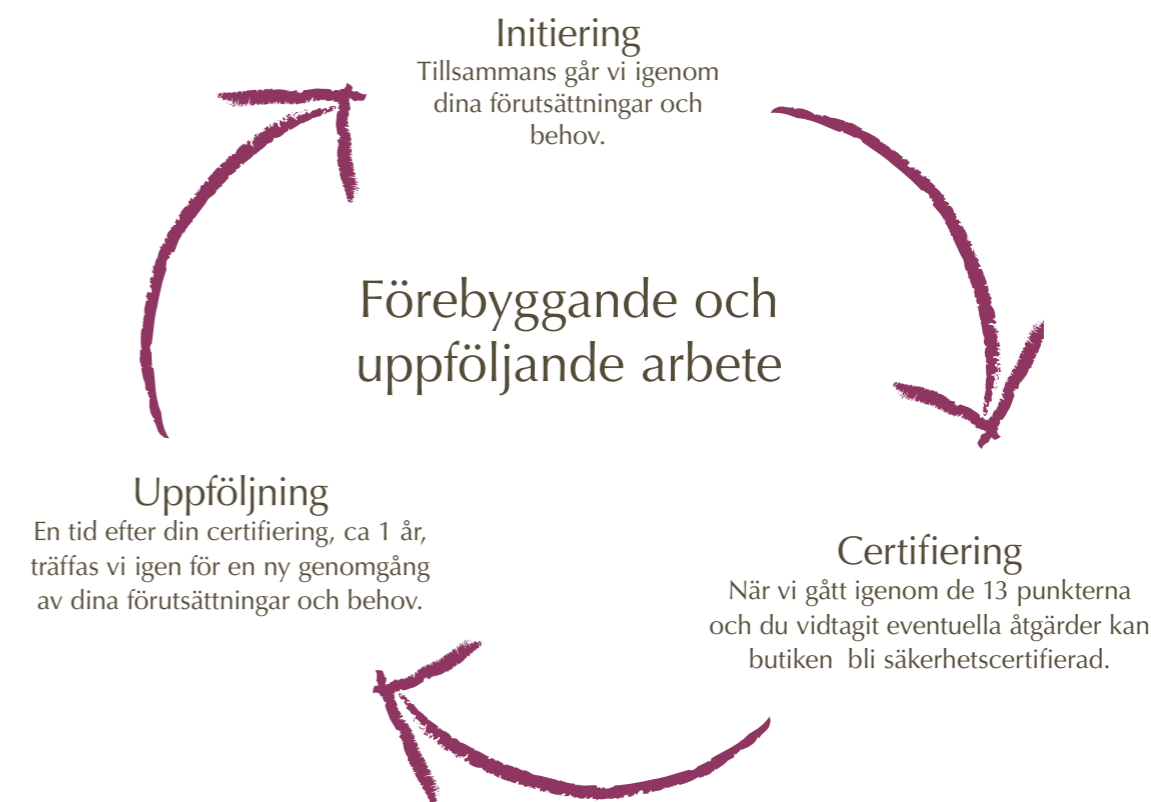 Initiering
Tillsammans går vi igenom
dina förutsättningar och
behov.
Förebyggande och
uppföljande arbete
Certifiering
När vi gått igenom de 13 punkterna
och du vidtagit eventuella åtgärder kan
butiken bli säkerhetscertifierad.
Uppföljning
En tid efter din certifiering, ca 1 år,
träffas vi igen för en ny genomgång
av dina förutsättningar och behov.